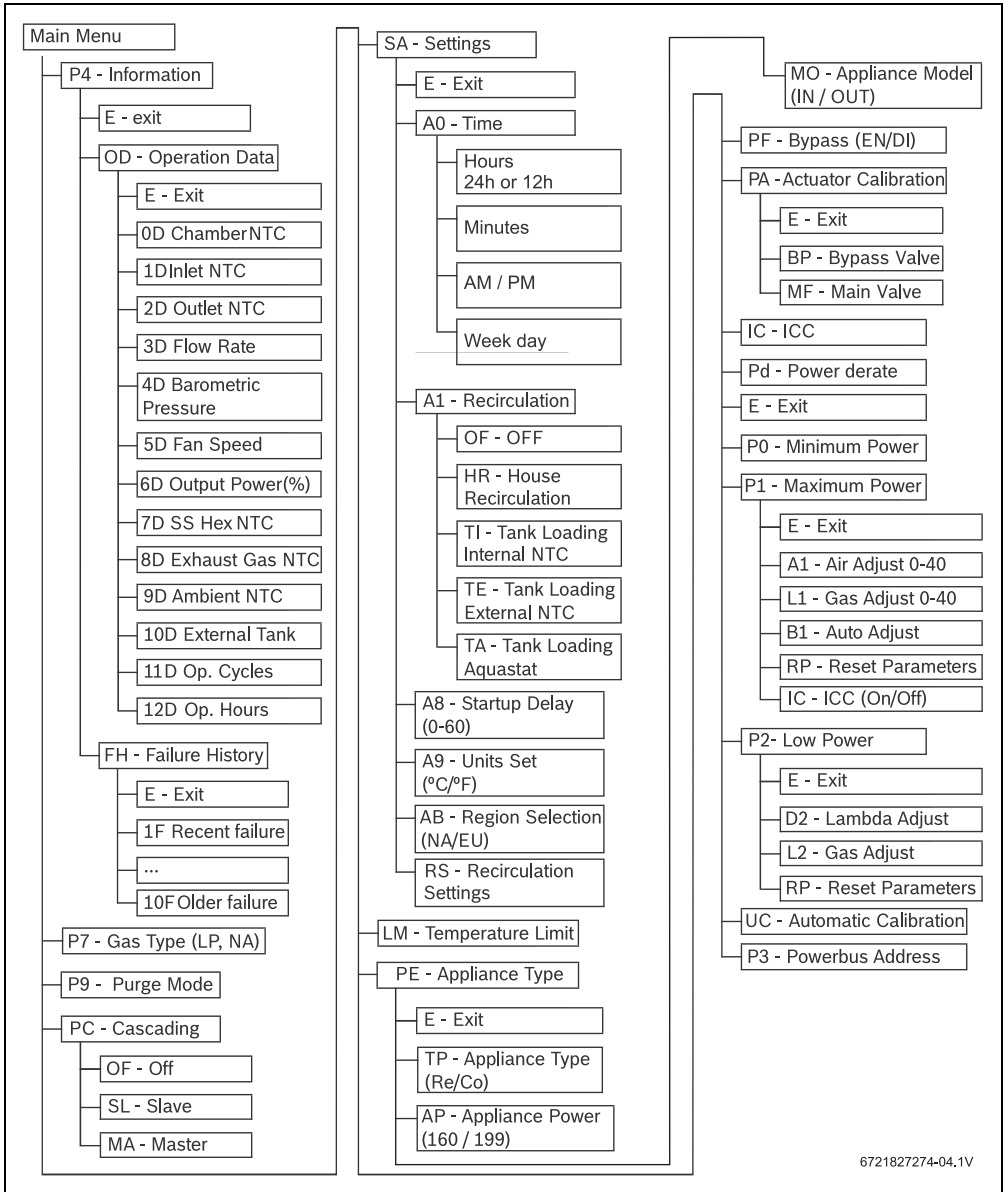 Main Menu
P4 - Information
E - exit
OD - Operation Data
E - Exit
0D ChamberNTC
1DInlet NTC
2D Outlet NTC
3D Flow Rate
4D Barometric
Pressure
5D Fan Speed
6D Output Power(%)
7D SS Hex NTC
8D Exhaust Gas NTC
9D Ambient NTC
10D External Tank
11D Op. Cycles
12D Op. Hours
FH - Failure History
E - Exit
1F Recent failure
...
10FOlder failure
P7 - Gas Type (LP, NA)
P9 - Purge Mode
PC - Cascading
OF - Off
SL - Slave
MA - Master
SA - Settings
E - Exit
A0 - Time
Hours
24h or 12h
Minutes
AM / PM
Week day
A1 - Recirculation
OF - OFF
HR - House
Recirculation
TI - Tank Loading
Internal NTC
TE - Tank Loading
External NTC
TA - Tank Loading
Aquastat
A8 - Startup Delay
(0-60)
A9 - Units Set
(ºC/ºF)
AB - Region Selection
(NA/EU)
RS - Recirculation
Settings
LM - Temperature Limit
PE - Appliance Type
E - Exit
TP - Appliance Type
(Re/Co)
AP - Appliance Power
(160 / 199)
MO - Appliance Model
(IN / OUT)
PF - Bypass (EN/DI)
PA -Actuator Calibration
E - Exit
BP - Bypass Valve
MF - Main Valve
IC - ICC
Pd - Power derate
E - Exit
P0 - Minimum Power
P1 - Maximum Power
E - Exit
A1 - Air Adjust 0-40
L1 - Gas Adjust 0-40
B1 - Auto Adjust
RP - Reset Parameters
IC - ICC (On/Off)
P2- Low Power
E - Exit
D2 - Lambda Adjust
L2 - Gas Adjust
RP - Reset Parameters
UC - Automatic Calibration
P3 - Powerbus Address
6721827274-04.1V